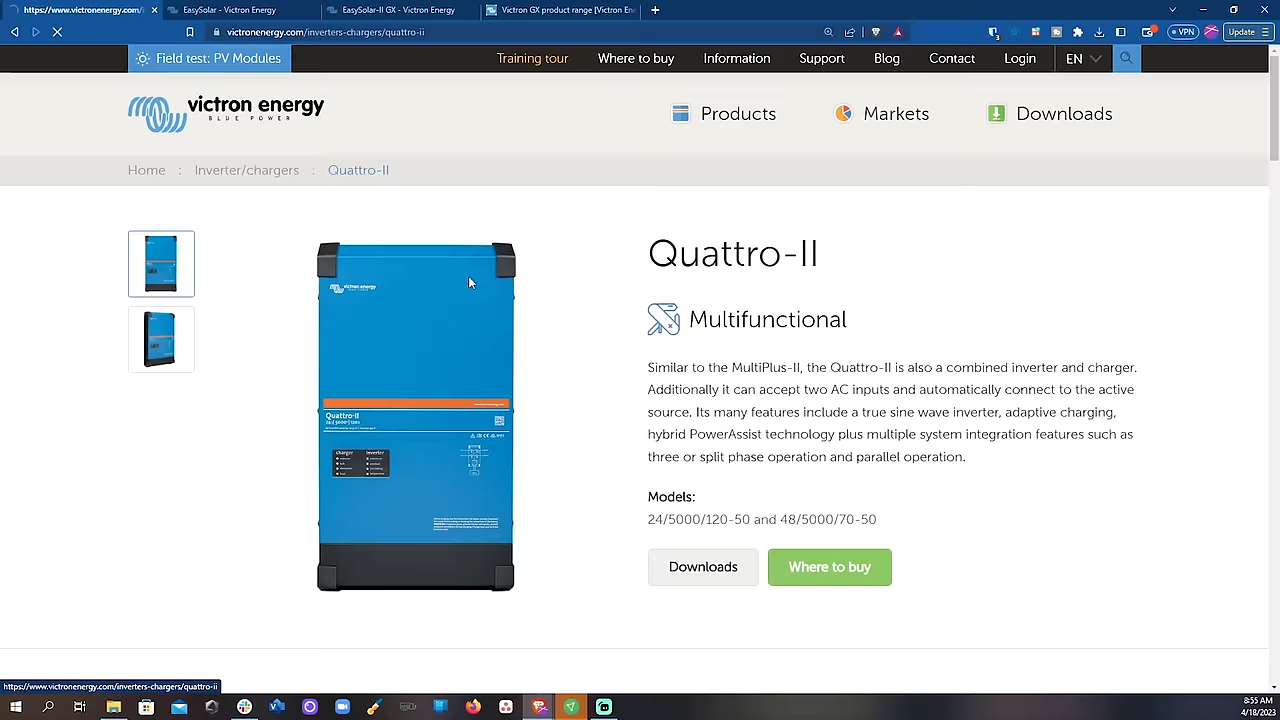 https://www.victronenergy.com/i
EasySolar - Victron Energy
EasySolar-II GX - Victron Energy
Victron GX product range [Victron En
victronenergy.com/inverters-chargers/quattro-ii
VPN
Update
Field test: PV Modules
Training tour
Where to buy
Information
Support
Blog
Contact
Login
EN
victron energy
BLUE POWER
Products
Markets
Downloads
Home : Inverter/chargers : Quattro-II
Quattro-II
Multifunctional
Similar to the MultiPlus-II, the Quattro-II is also a combined inverter and charger.
Additionally it can accept two AC inputs and automatically connect to the active
source. Its many features include a true sine wave inverter, adaptive charging,
hybrid PowerAssist technology plus multiple system integration features such as
three or split phase operation and parallel operation.
Models:
24/5000/120-50 and 48/5000/70-50
Downloads
Where to buy
victron energy
Quattro-II
charger
inverter
https://www.victronenergy.com/inverters-chargers/quattro-ii
8:55 AM
4/18/2023